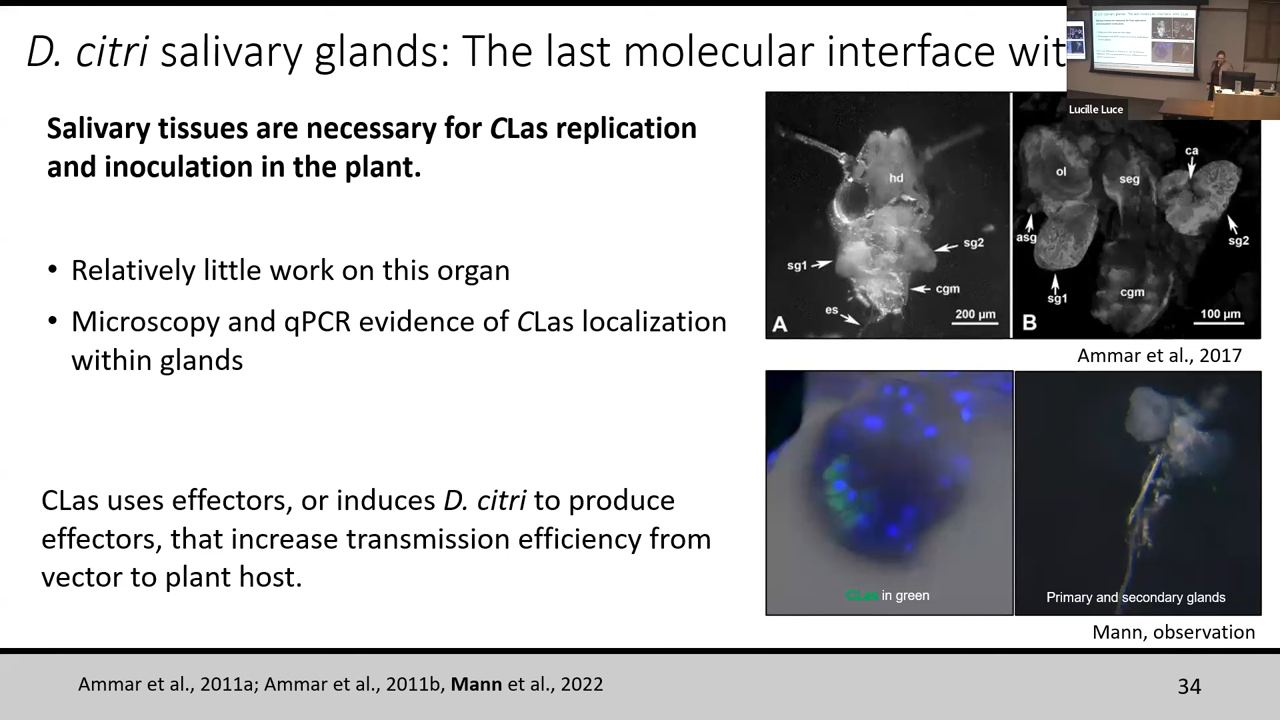 D. citri salivary glands: The last molecular interface wit
Lucille Luce
Salivary tissues are necessary for CLas replication
and inoculation in the plant.
• Relatively little work on this organ
• Microscopy and qPCR evidence of CLas localization
within glands
CLas uses effectors, or induces D. citri to produce
effectors, that increase transmission efficiency from
vector to plant host.
hd
sg2
sg1
cgm
es
A
200 µm
ol
seg
ca
asg
sg2
sg1
cgm
B
100 µm
Ammar et al., 2017
CLas in green
Primary and secondary glands
Mann, observation
Ammar et al., 2011a; Ammar et al., 2011b, Mann et al., 2022
34